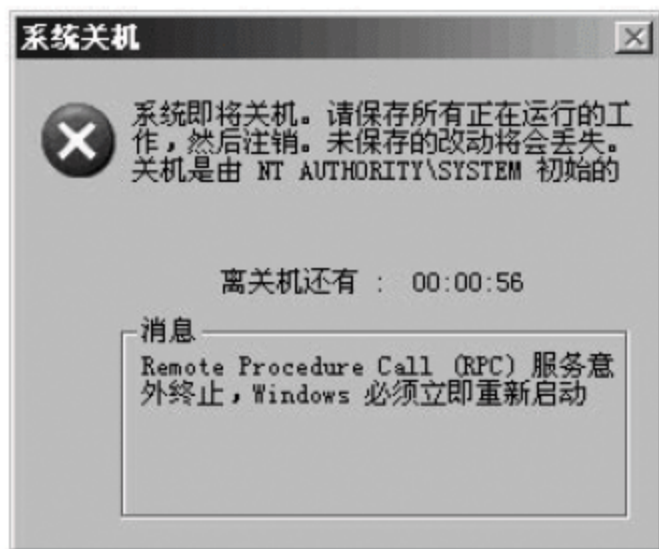 系统关机
系统即将关机。请保存所有正在运行的工
作，然后注销。未保存的改动将会丢失。
关机是由 NT AUTHORITY\SYSTEM 初始的
离关机还有 : 00:00:56
消息
Remote Procedure Call (RPC) 服务意
外终止，Windows 必须立即重新启动